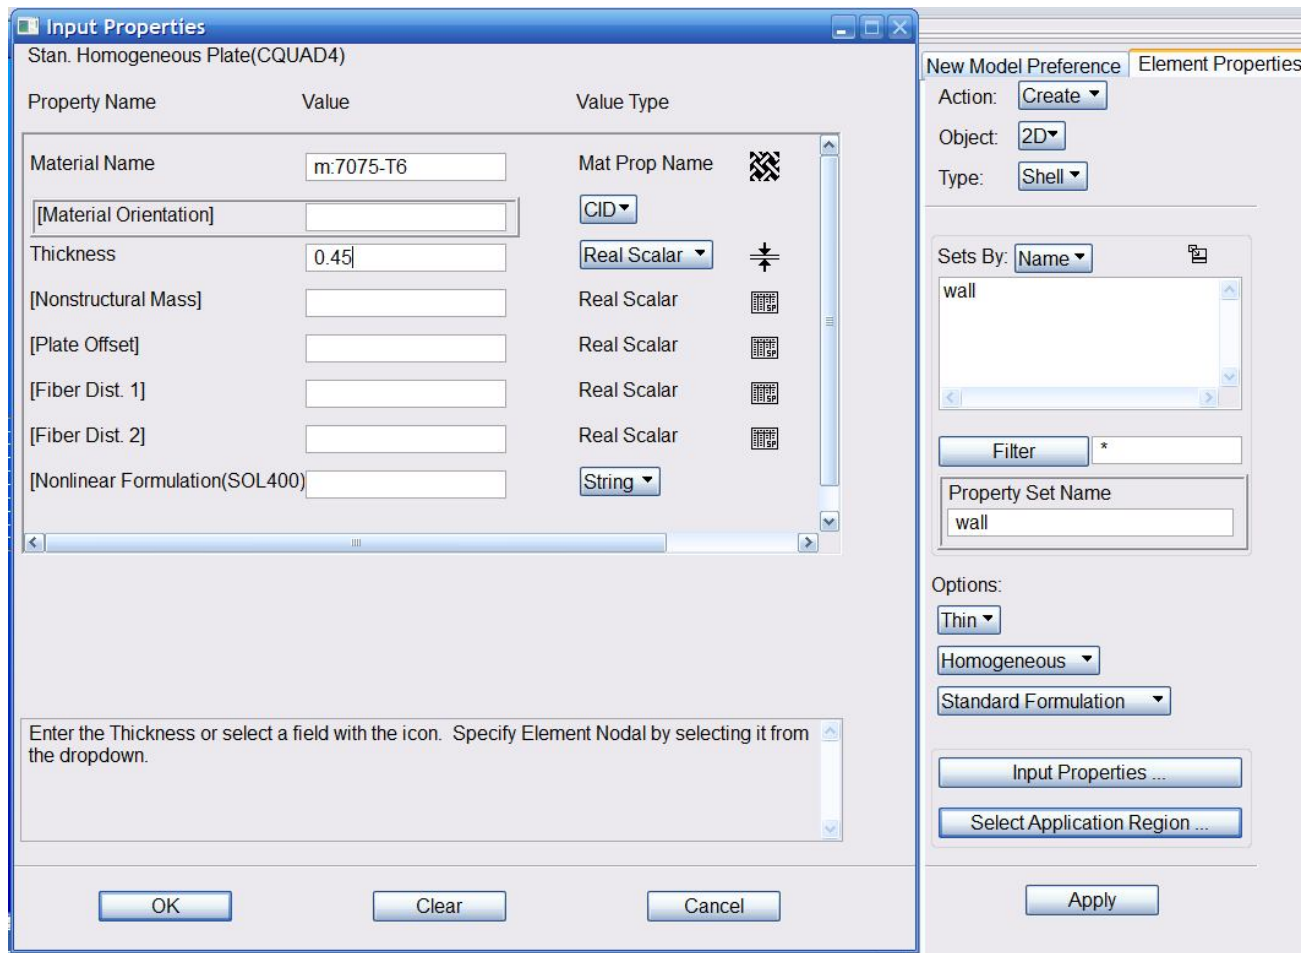 Input Properties
Stan. Homogeneous Plate(CQUAD4)
Property Name Value Value Type
Material Name m:7075-T6 Mat Prop Name
[Material Orientation] CID
Thickness 0.45 Real Scalar
[Nonstructural Mass] Real Scalar
[Plate Offset] Real Scalar
[Fiber Dist. 1] Real Scalar
[Fiber Dist. 2] Real Scalar
[Nonlinear Formulation(SOL400) String
Enter the Thickness or select a field with the icon. Specify Element Nodal by selecting it from
the dropdown.
OK Clear Cancel
New Model Preference Element Properties
Action: Create
Object: 2D
Type: Shell
Sets By: Name
wall
Filter *
Property Set Name
wall
Options:
Thin
Homogeneous
Standard Formulation
Input Properties ...
Select Application Region ...
Apply